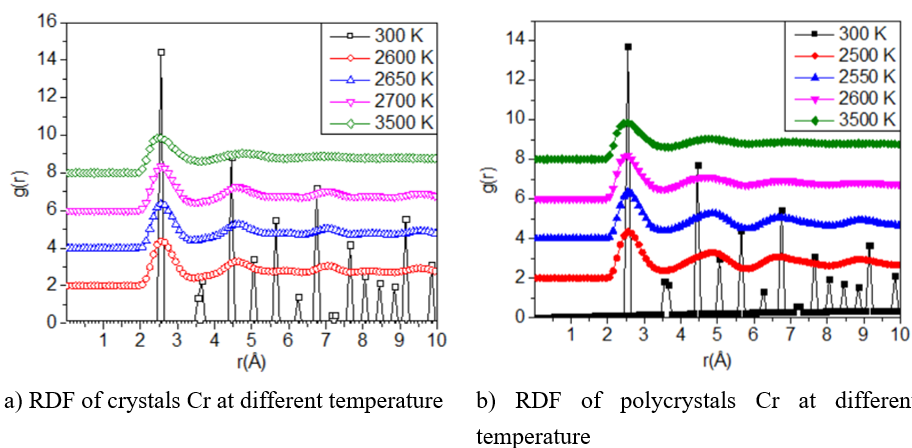 16
14
12
10
8
6
4
2
0
g(r)
1 2 3 4 5 6 7 8 9 10
r(Å)
300 K
2600 K
2650 K
2700 K
3500 K
14
12
10
8
6
4
2
0
g(r)
1 2 3 4 5 6 7 8 9 10
r(Å)
300 K
2500 K
2550 K
2600 K
3500 K
a) RDF of crystals Cr at different temperature
b) RDF of polycrystals Cr at different
temperature